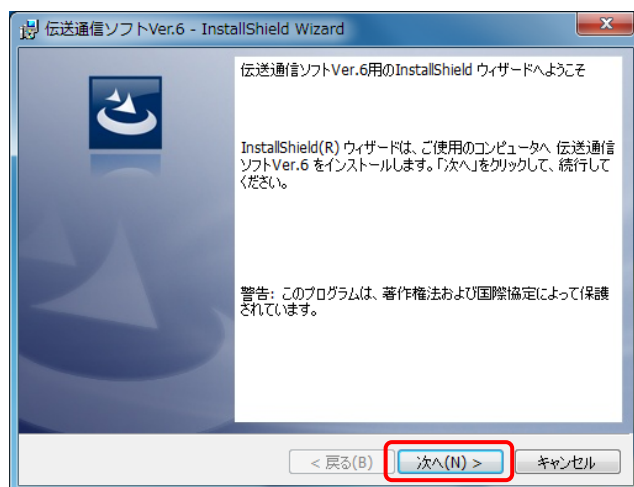 伝送通信ソフトVer.6 - InstallShield Wizard
伝送通信ソフトVer.6用のInstallShield ウィザードへようこそ
InstallShield(R) ウィザードは、ご使用のコンピュータへ 伝送通信
ソフトVer.6 をインストールします。「次へ」をクリックして、続行して
ください。
警告: このプログラムは、著作権法および国際協定によって保護
されています。
< 戻る(B) 次へ(N) > キャンセル